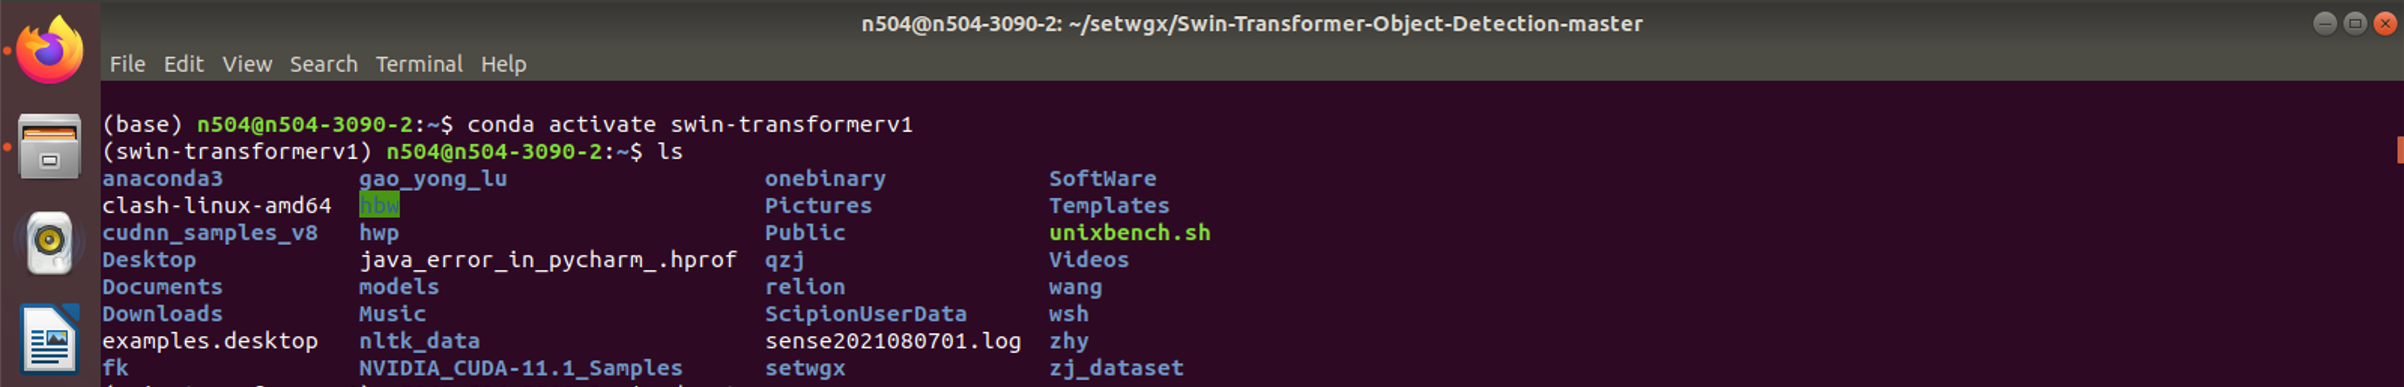 n504@n504-3090-2: ~/setwgx/Swin-Transformer-Object-Detection-master
File Edit View Search Terminal Help
(base) n504@n504-3090-2:~$ conda activate swin-transformerv1
(swin-transformerv1) n504@n504-3090-2:~$ ls
anaconda3 gao_yong_lu onebinary SoftWare
clash-linux-amd64 hbw Pictures Templates
cudnn_samples_v8 hwp Public unixbench.sh
Desktop java_error_in_pycharm_.hprof qzj Videos
Documents models relion wang
Downloads Music ScipionUserData wsh
examples.desktop nltk_data sense2021080701.log zhy
fk NVIDIA_CUDA-11.1_Samples setwgx zj_dataset